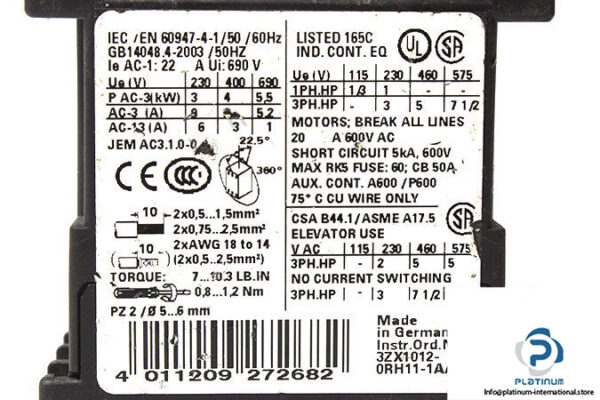 IEC /EN 60947-4-1/50 /60Hz
GB14048.4-2003 /50HZ
Ie AC-1: 22 A Ui: 690 V
Ue (V) 230 400 690
P AC-3(kW) 3 4 5,5
AC-3 (A) 9 5,2
AC-13 (A) 6 3 1
JEM AC3.1.0-0
22.5°
360°
CE CCC
10 2x0,5...1,5mm²
2x0,75...2,5mm²
10 2xAWG 18 to 14
(2x0,5...2,5mm²)
TORQUE: 7...10.3 LB.IN
0,8...1,2 Nm
PZ 2 / Ø 5...6 mm
4 011209 272682
LISTED 165C
IND. CONT. EQ
UL SA
Ue (V) 115 230 460 575
1PH.HP 1/3 1 - -
3PH.HP - 3 5 7 1/2
MOTORS; BREAK ALL LINES
20 A 600V AC
SHORT CIRCUIT 5kA, 600V
MAX RK5 FUSE: 60; CB 50A
AUX. CONT. A600 /P600
75° C CU WIRE ONLY
CSA B44.1/ASME A17.5
ELEVATOR USE
SA
V AC 115 230 460 575
3PH.HP - 2 5 5
NO CURRENT SWITCHING
3PH.HP - 3 7 1/2
Made
in German
Instr.Ord.N
3ZX1012-
0RH11-1A
PLATINUM
https://platinum-international.store